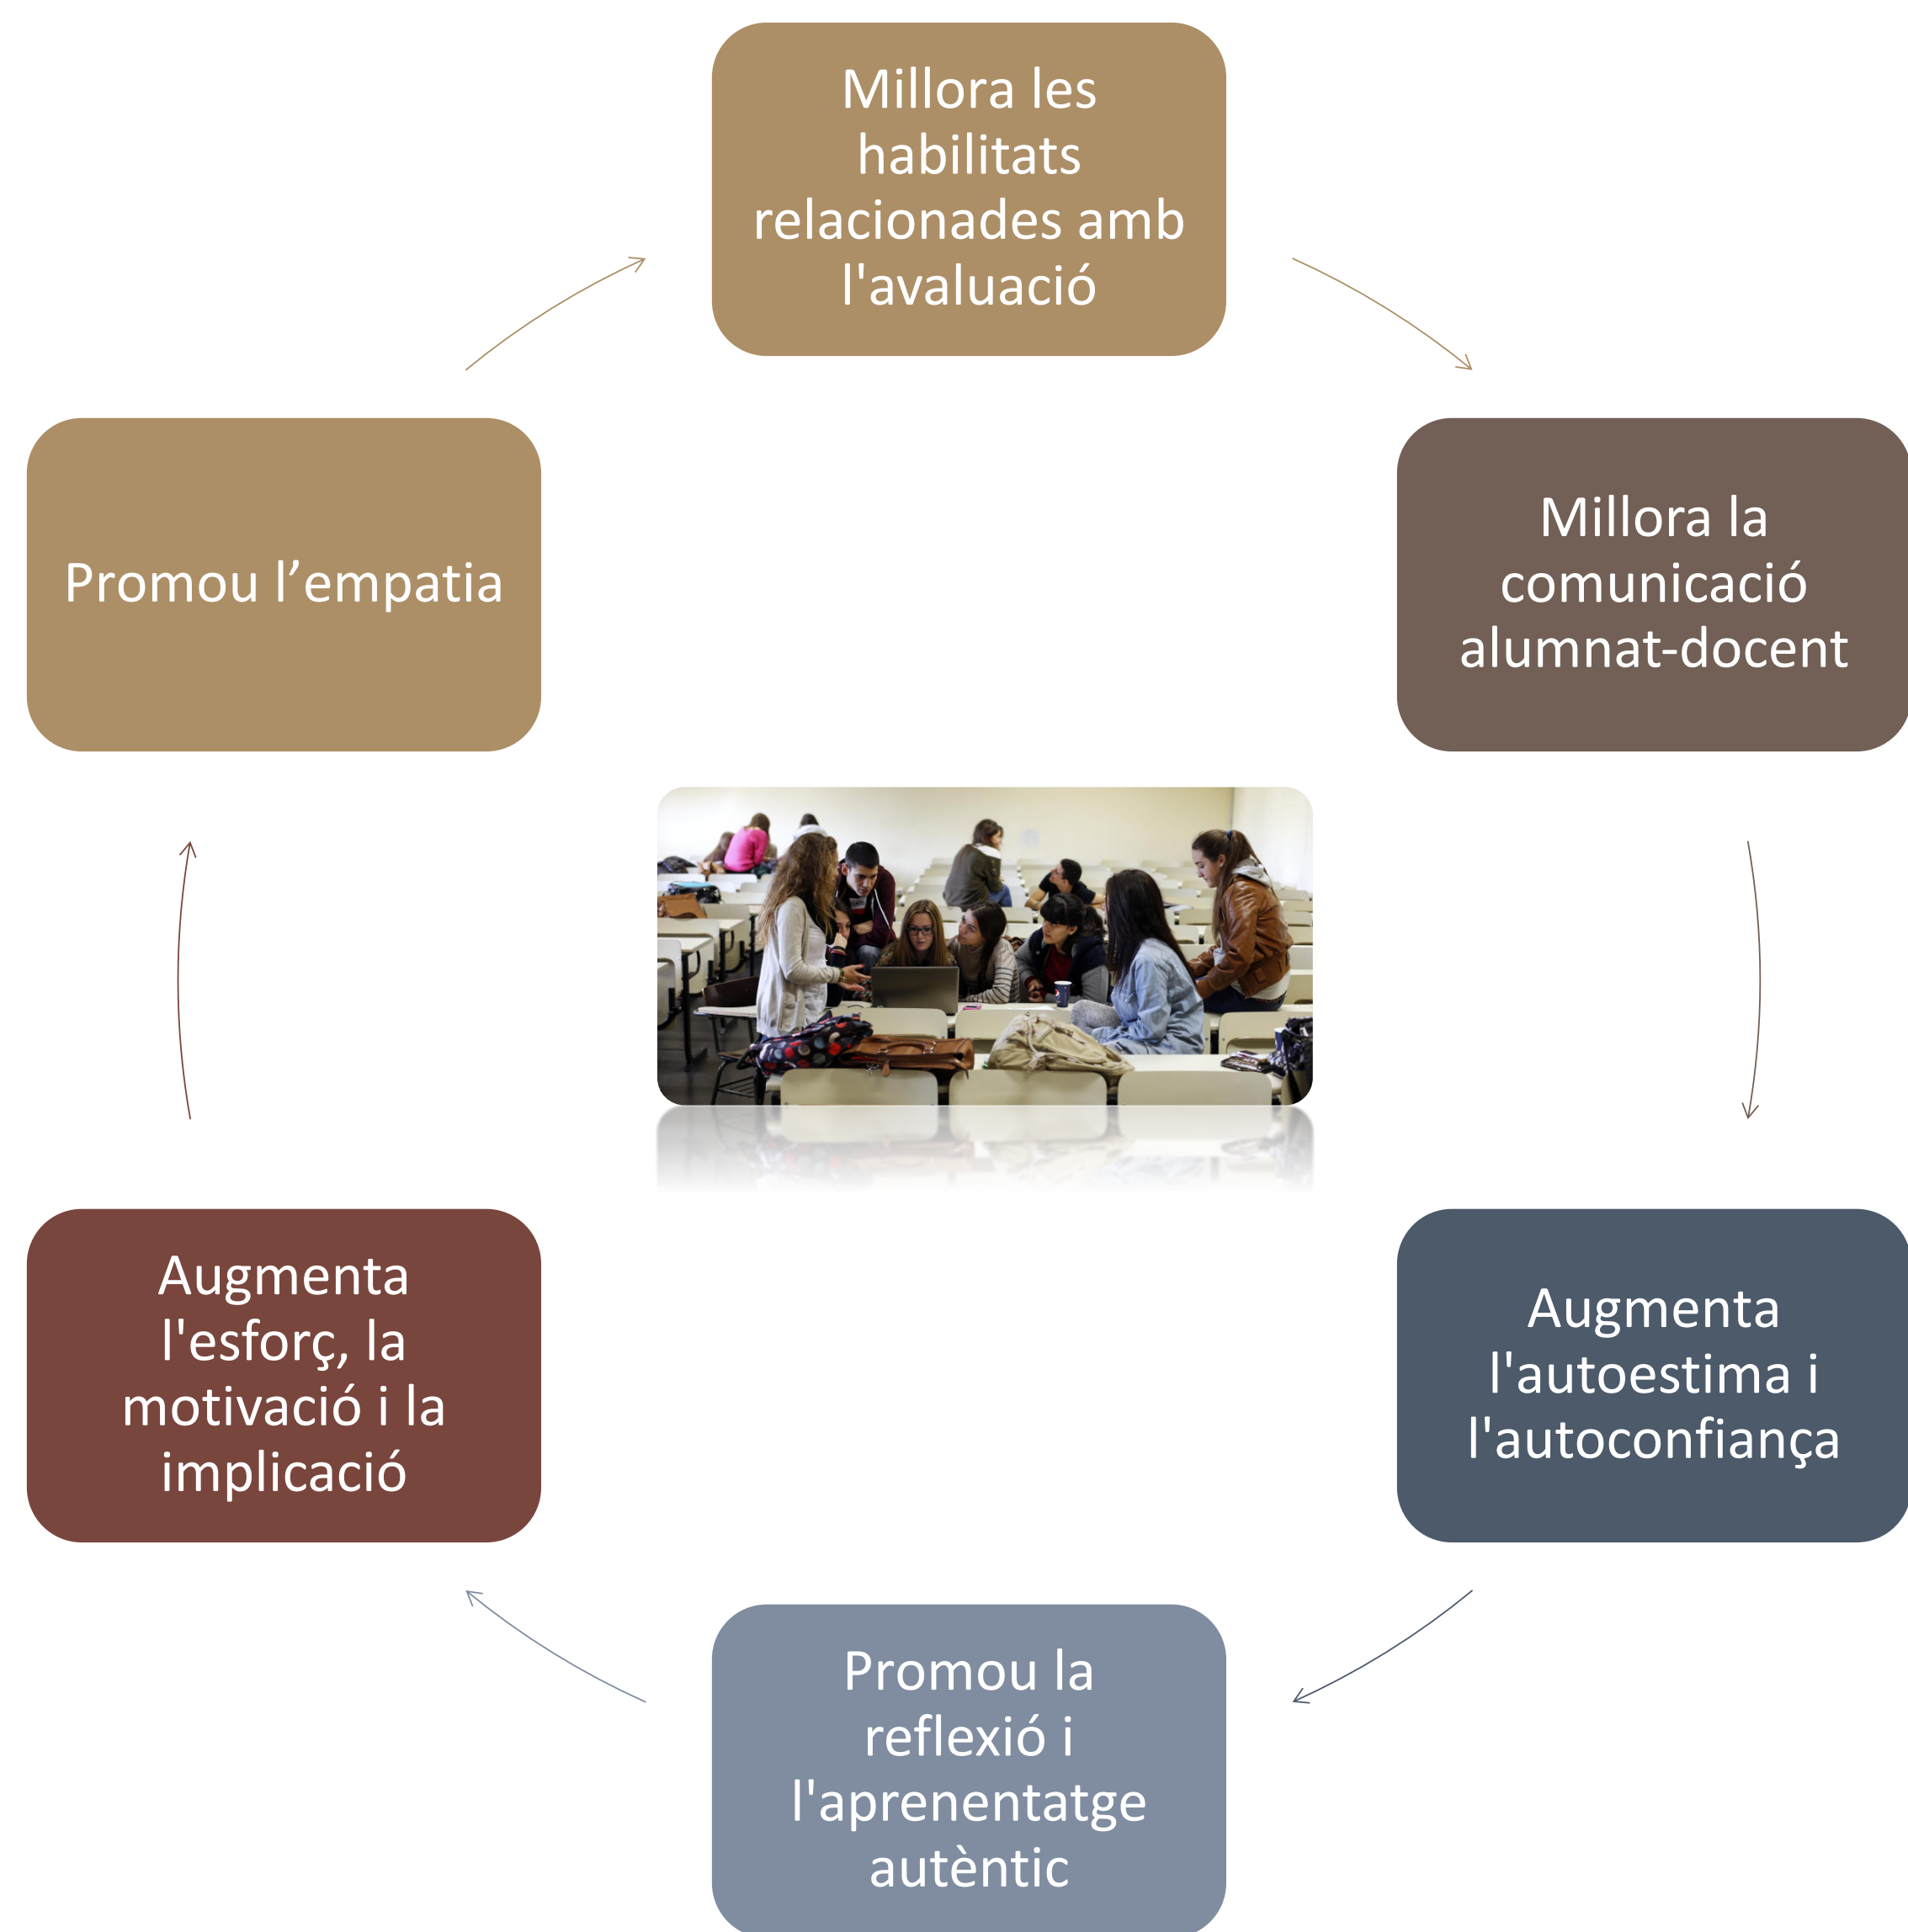 Millora les
habilitats
relacionades amb
l'avaluació
Millora la
comunicació
alumnat-docent
Augmenta
l'autoestima i
l'autoconfiança
Promou la
reflexió i
l'aprenentatge
autèntic
Augmenta
l'esforç, la
motivació i la
implicació
Promou l’empatia